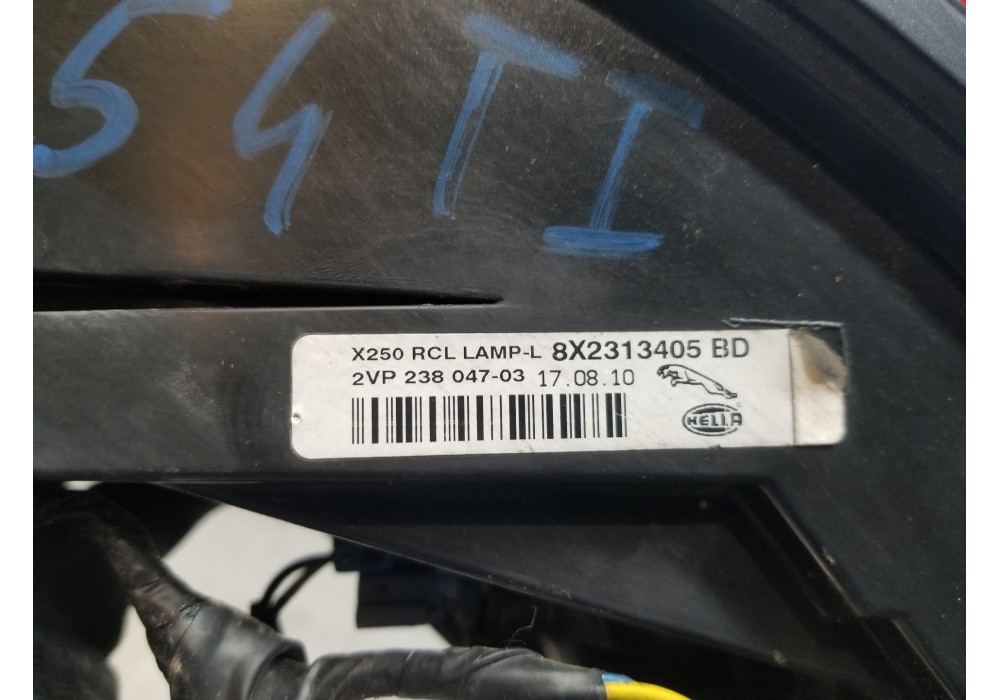 54TI
X250 RCL LAMP-L 8X2313405 BD
2VP 238 047-03 17.08.10
HELLA